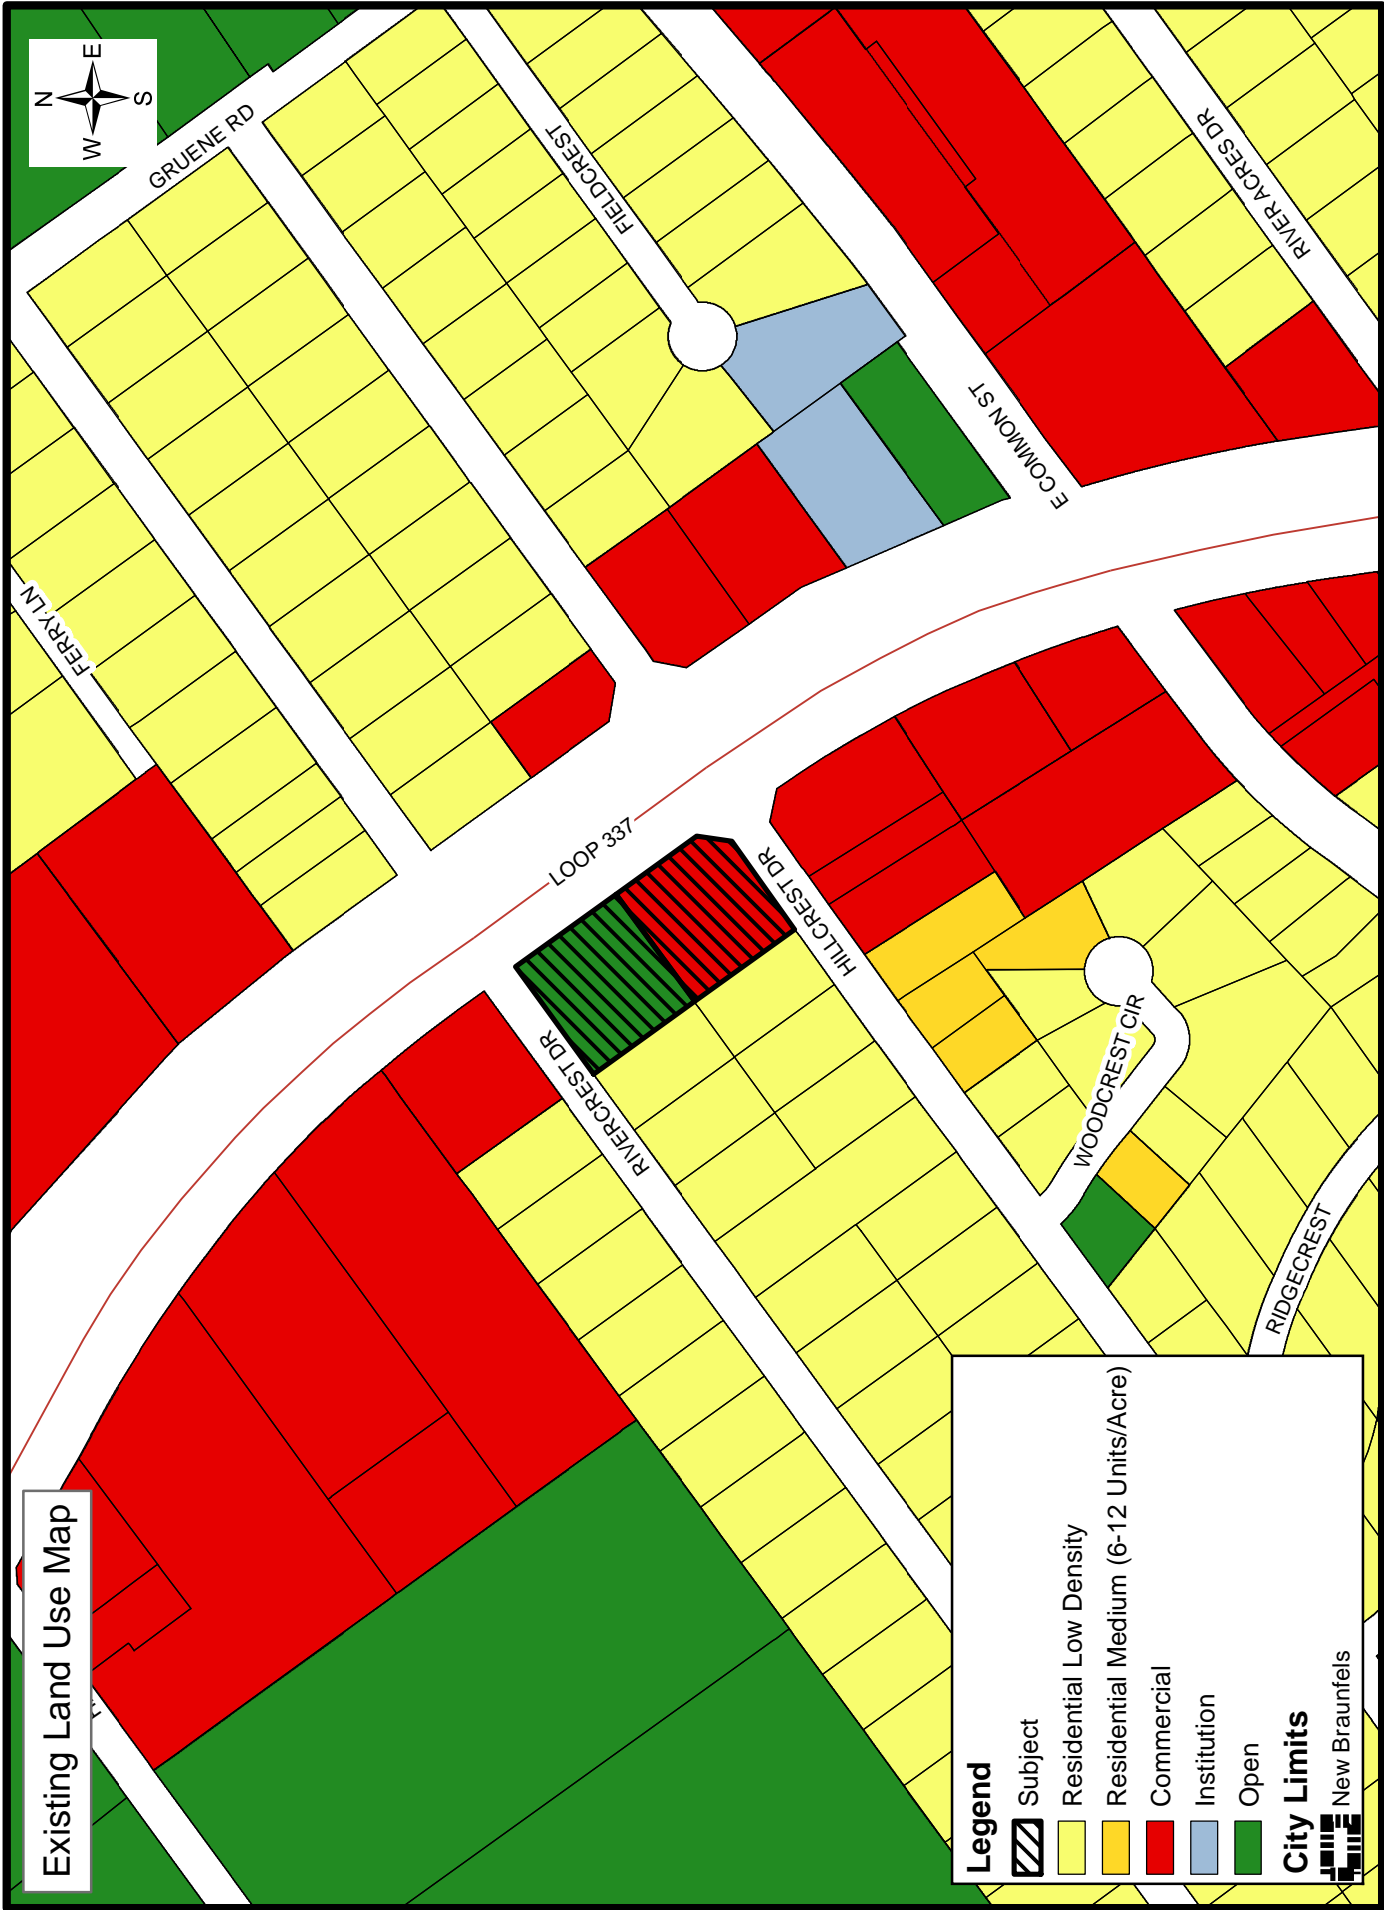 Existing Land Use Map
N
W
E
S
GRUENE RD
FIELDCREST
RIVER ACRES DR
FERRY LN
E COMMON ST
LOOP 337
HILLCREST DR
RIVERCREST DR
WOODCREST CIR
RIDGECREST
Legend
Subject
Residential Low Density
Residential Medium (6-12 Units/Acre)
Commercial
Institution
Open
City Limits
New Braunfels